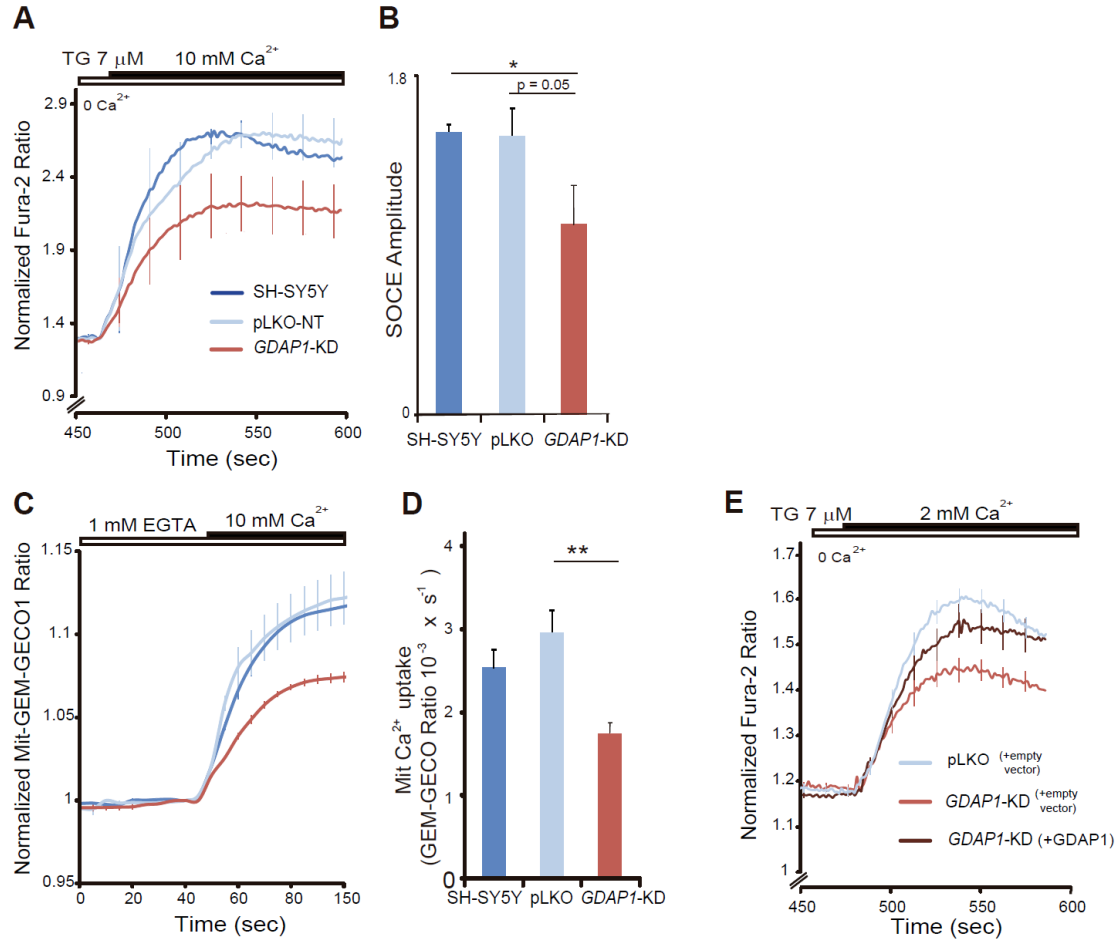 A
TG 7 μM 10 mM Ca2+
0 Ca2+
Normalized Fura-2 Ratio
2.9
2.4
1.9
1.4
0.9
SH-SY5Y
pLKO-NT
GDAP1-KD
450 500 550 600
Time (sec)
B
SOCE Amplitude
1.8
0
*
p = 0.05
SH-SY5Y pLKO GDAP1-KD
C
1 mM EGTA 10 mM Ca2+
Normalized Mit-GEM-GECO1 Ratio
1.15
1.10
1.05
1
0.95
0 20 40 60 80 100 150
Time (sec)
D
Mit Ca2+ uptake
(GEM-GECO Ratio 10-3 x s-1)
4
3
2
1
0
**
SH-SY5Y pLKO GDAP1-KD
E
TG 7 μM 2 mM Ca2+
0 Ca2+
Normalized Fura-2 Ratio
1.7
1.6
1.5
1.4
1.3
1.2
1.1
1
pLKO (+empty vector)
GDAP1-KD (+empty vector)
GDAP1-KD (+GDAP1)
450 500 550 600
Time (sec)